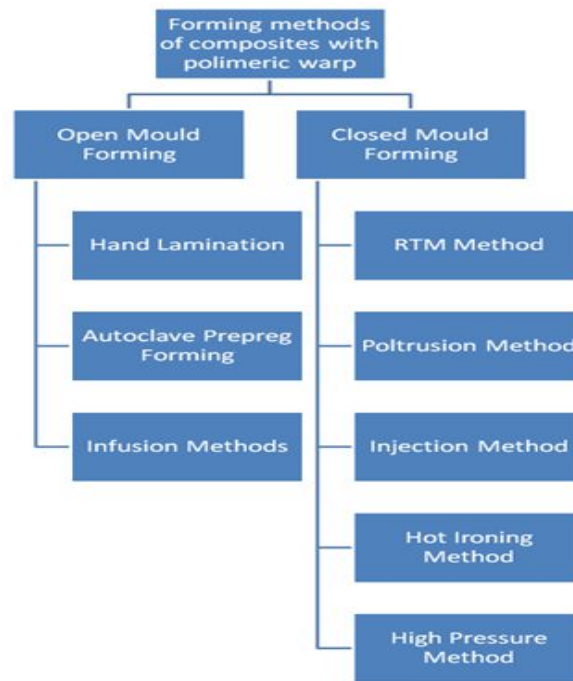 Forming methods
of composites with
polimeric warp
Open Mould
Forming
Hand Lamination
Autoclave Prepreg
Forming
Infusion Methods
Closed Mould
Forming
RTM Method
Poltrusion Method
Injection Method
Hot Ironing
Method
High Pressure
Method